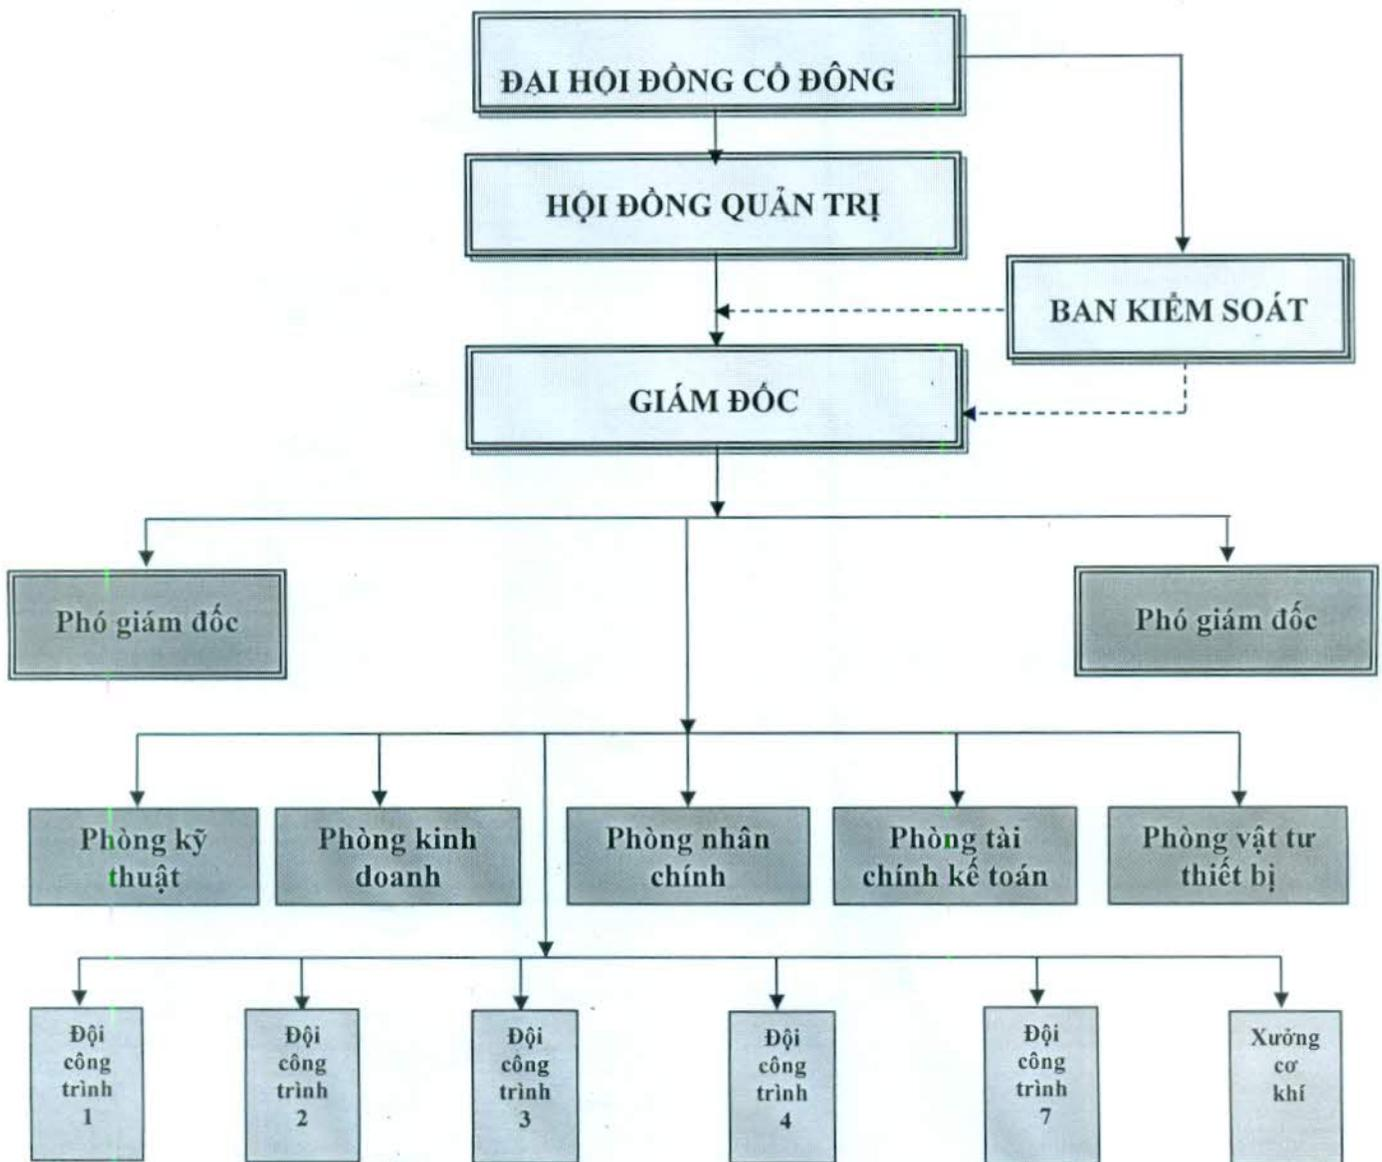 ĐẠI HỘI ĐỒNG CỔ ĐÔNG
HỘI ĐỒNG QUẢN TRỊ
BAN KIỂM SOÁT
GIÁM ĐỐC
Phó giám đốc
Phó giám đốc
Phòng kỹ
thuật
Phòng kinh
doanh
Phòng nhân
chính
Phòng tài
chính kế toán
Phòng vật tư
thiết bị
Đội
công
trình
1
Đội
công
trình
2
Đội
công
trình
3
Đội
công
trình
4
Đội
công
trình
7
Xưởng
cơ
khí